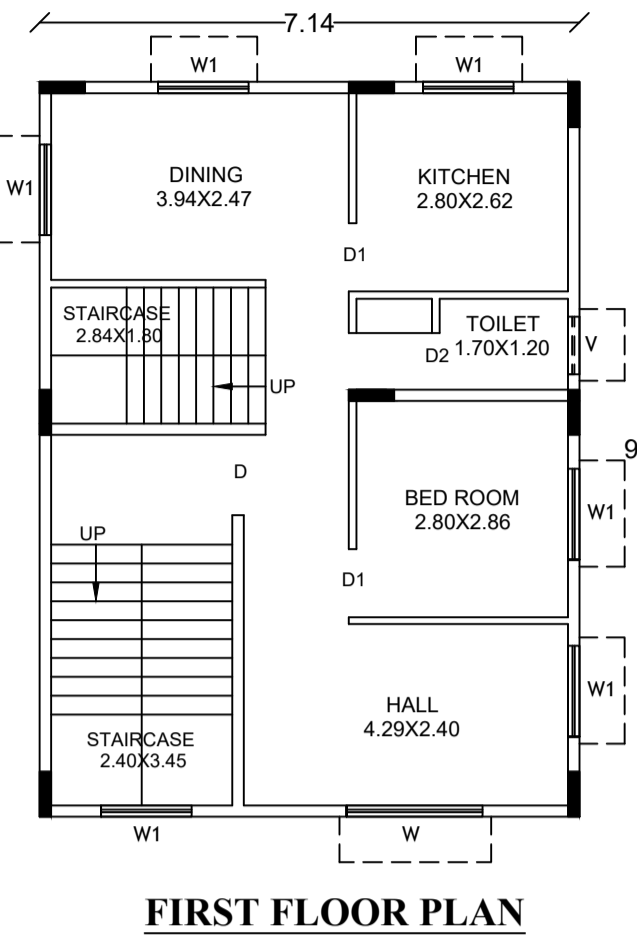 7.14
W1
W1
W1
DINING
3.94X2.47
KITCHEN
2.80X2.62
D1
STAIRCASE
2.84X1.80
TOILET
1.70X1.20
V
D2
UP
9
D
BED ROOM
2.80X2.86
W1
UP
D1
W1
HALL
4.29X2.40
STAIRCASE
2.40X3.45
W1
W
FIRST FLOOR PLAN